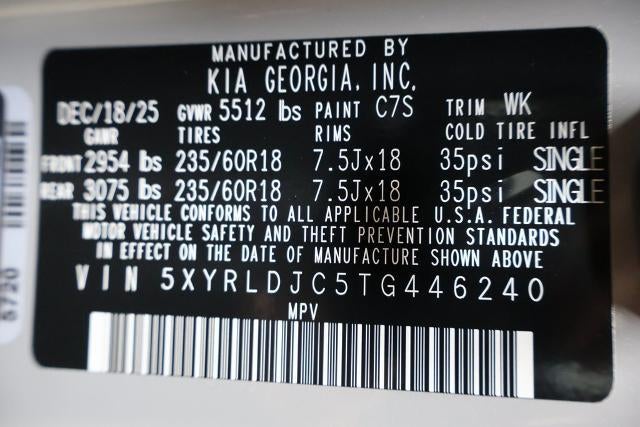 MANUFACTURED BY
KIA GEORGIA, INC.
DEC/18/25 GVWR 5512 lbs PAINT C7S TRIM WK
GAWR TIRES RIMS COLD TIRE INFL
FRONT 2954 lbs 235/60R18 7.5Jx18 35psi SINGLE
REAR 3075 lbs 235/60R18 7.5Jx18 35psi SINGLE
THIS VEHICLE CONFORMS TO ALL APPLICABLE U.S.A. FEDERAL
MOTOR VEHICLE SAFETY AND THEFT PREVENTION STANDARDS
IN EFFECT ON THE DATE OF MANUFACTURE SHOWN ABOVE
VIN 5XYRLDJC5TG446240
MPV